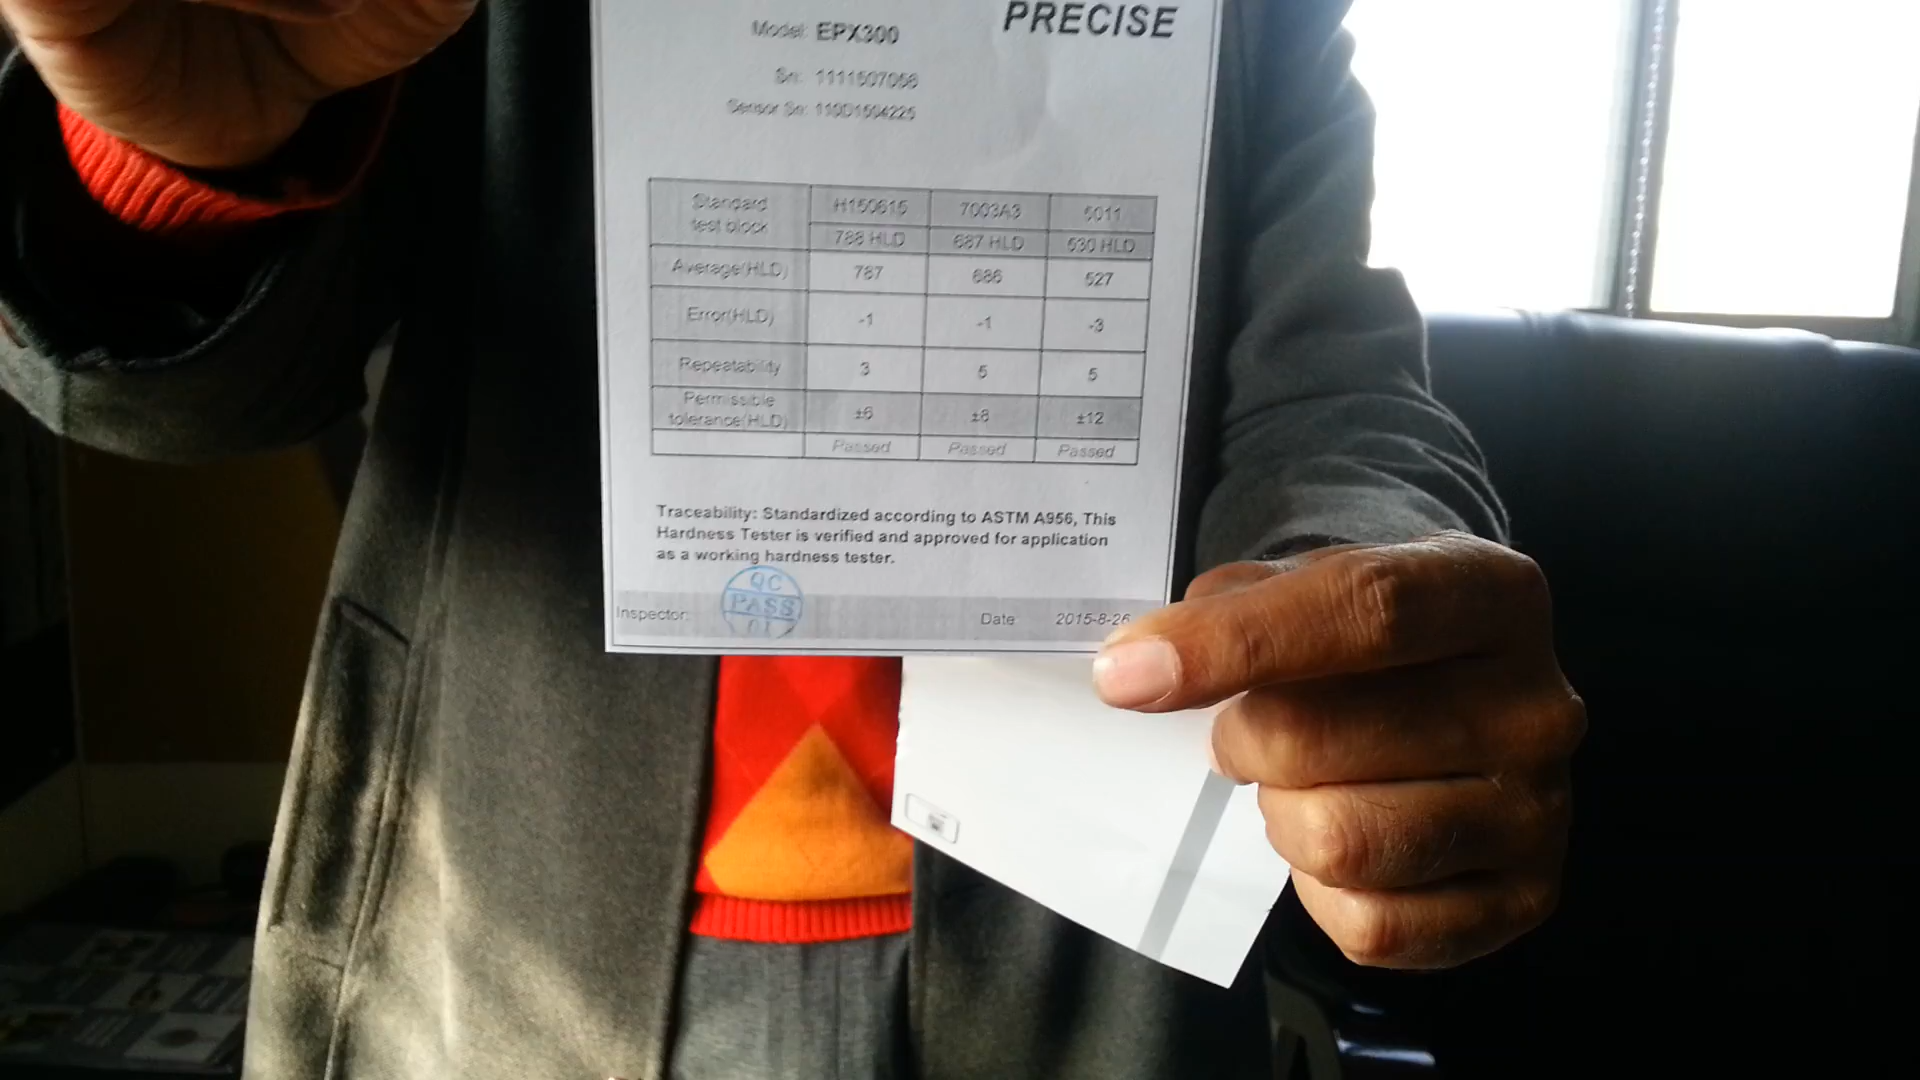 PRECISE
Model: EPX300
Sn: 1111507056
Sensor Sn: 110D1504225
Standard test block H150615 7003A3 5011
788 HLD 687 HLD 530 HLD
Average(HLD) 787 686 527
Error(HLD) -1 -1 -3
Repeatability 3 5 5
Permissible tolerance(HLD) ±6 ±8 ±12
Passed Passed Passed
Traceability: Standardized according to ASTM A956, This
Hardness Tester is verified and approved for application
as a working hardness tester.
QC
PASS
01
Inspector: Date: 2015-8-26